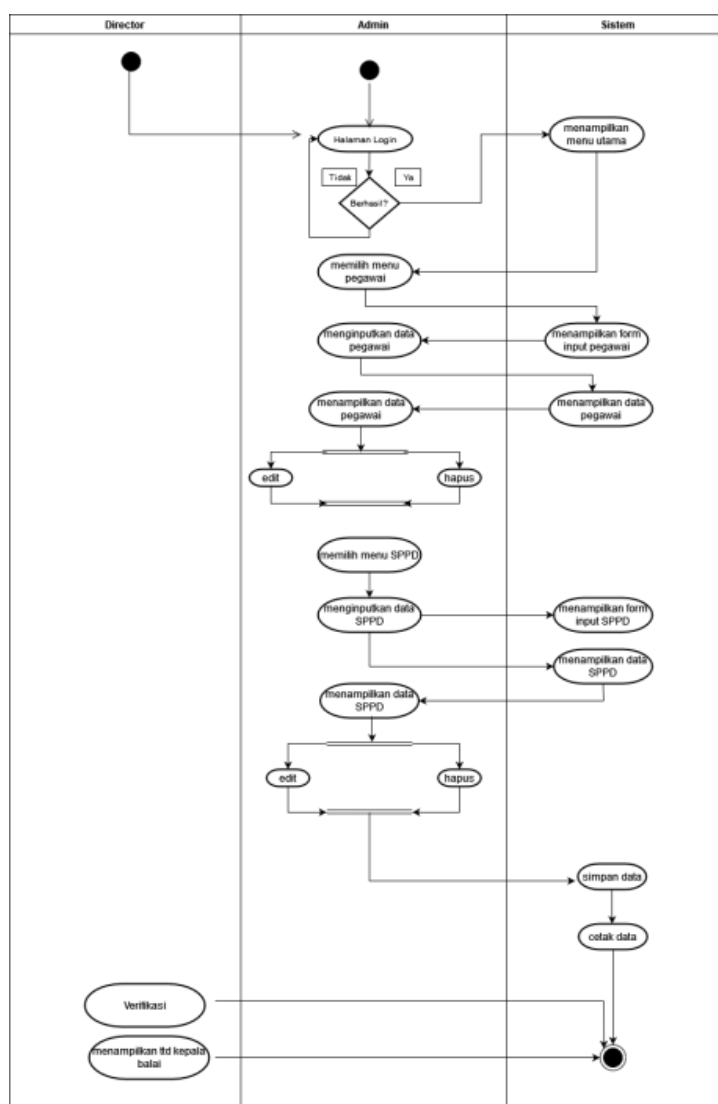 Director
Admin
Sistem
Halaman Login
menampilkan
menu utama
Tidak
Ya
Berhasil?
memilih menu
pegawai
menginputkan data
pegawai
menampilkan form
input pegawai
menampilkan data
pegawai
menampilkan data
pegawai
edit
hapus
memilih menu SPPD
menginputkan data
SPPD
menampilkan form
input SPPD
menampilkan data
SPPD
menampilkan data
SPPD
edit
hapus
simpan data
cetak data
Verifikasi
menampilkan ttd kepala
balai